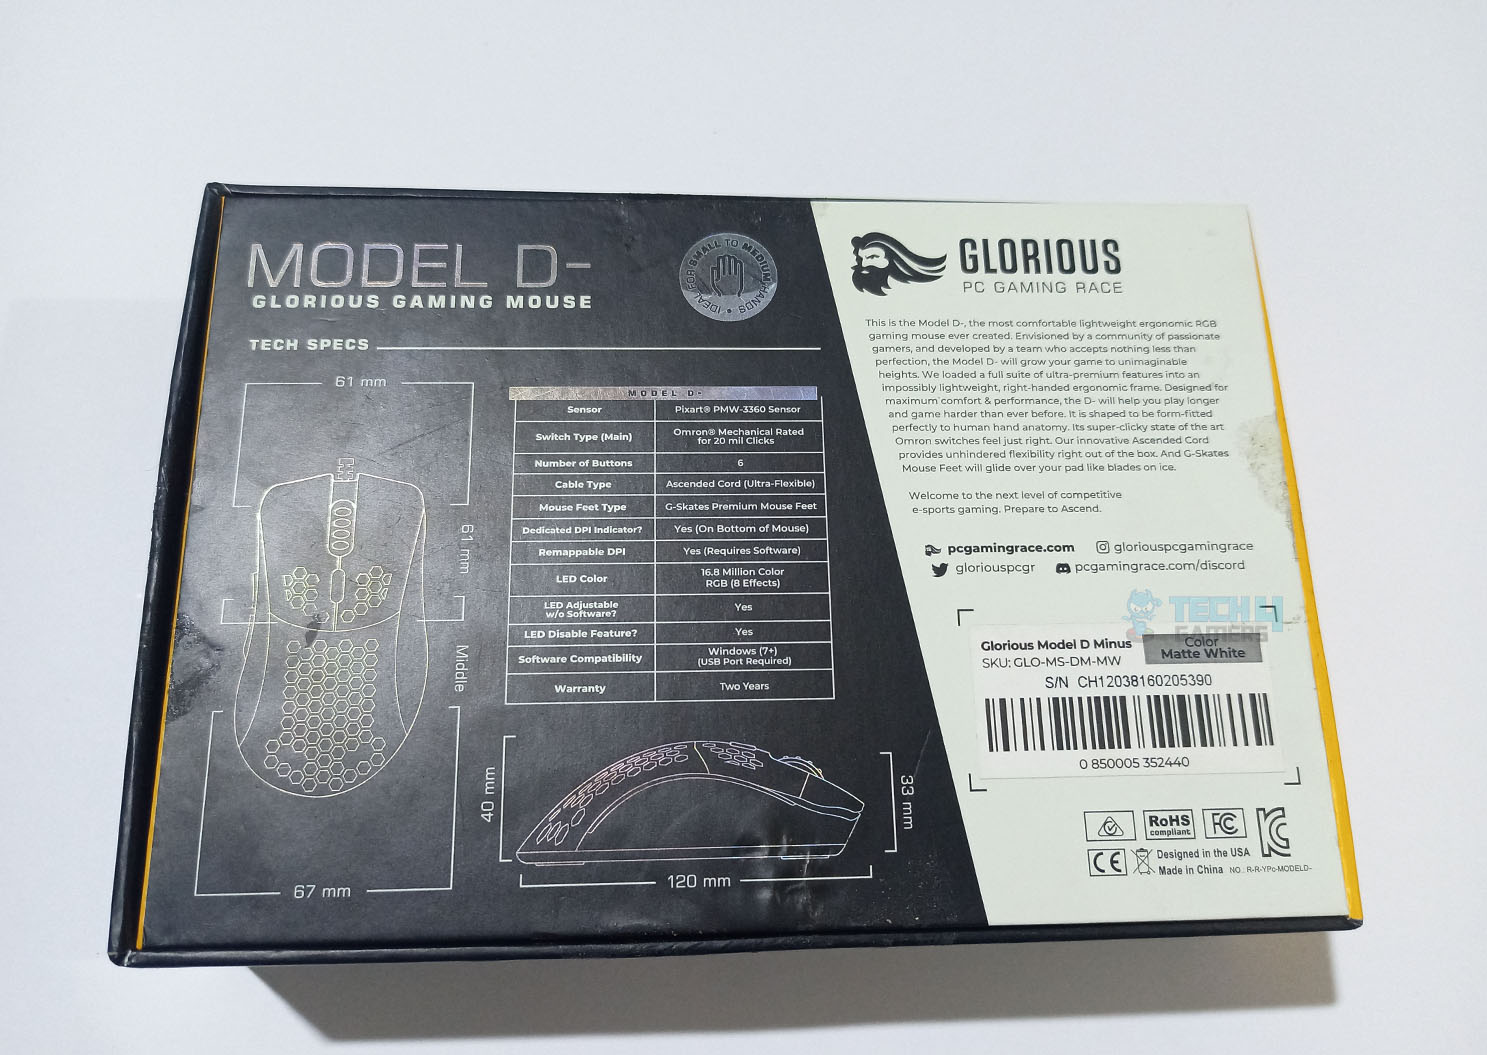 MODEL D-
GLORIOUS GAMING MOUSE
IDEAL FOR SMALL TO MEDIUM HANDS •
TECH SPECS
61 mm
61 mm
Middle
67 mm
MODEL D-
Sensor Pixart® PMW-3360 Sensor
Switch Type (Main) Omron® Mechanical Rated
for 20 mil Clicks
Number of Buttons 6
Cable Type Ascended Cord (Ultra-Flexible)
Mouse Feet Type G-Skates Premium Mouse Feet
Dedicated DPI Indicator? Yes (On Bottom of Mouse)
Remappable DPI Yes (Requires Software)
LED Color 16.8 Million Color
RGB (8 Effects)
LED Adjustable
w/o Software? Yes
LED Disable Feature? Yes
Software Compatibility Windows (7+)
(USB Port Required)
Warranty Two Years
40 mm
33 mm
120 mm
GLORIOUS
PC GAMING RACE
This is the Model D-, the most comfortable lightweight ergonomic RGB
gaming mouse ever created. Envisioned by a community of passionate
gamers, and developed by a team who accepts nothing less than
perfection, the Model D- will grow your game to unimaginable
heights. We loaded a full suite of ultra-premium features into an
impossibly lightweight, right-handed ergonomic frame. Designed for
maximum comfort & performance, the D- will help you play longer
and game harder than ever before. It is shaped to be form-fitted
perfectly to human hand anatomy. Its super-clicky state of the art
Omron switches feel just right. Our innovative Ascended Cord
provides unhindered flexibility right out of the box. And G-Skates
Mouse Feet will glide over your pad like blades on ice.
Welcome to the next level of competitive
e-sports gaming. Prepare to Ascend.
pcgamingrace.com gloriouspcgamingrace
gloriouspcgr pcgamingrace.com/discord
TECH4
GAMERS
Glorious Model D Minus
SKU: GLO-MS-DM-MW
Color
Matte White
S/N CH12038160205390
0 850005 352440
RoHS
compliant
FC
KC
CE
Designed in the USA
Made in China NO.: R-R-YPc-MODELD-